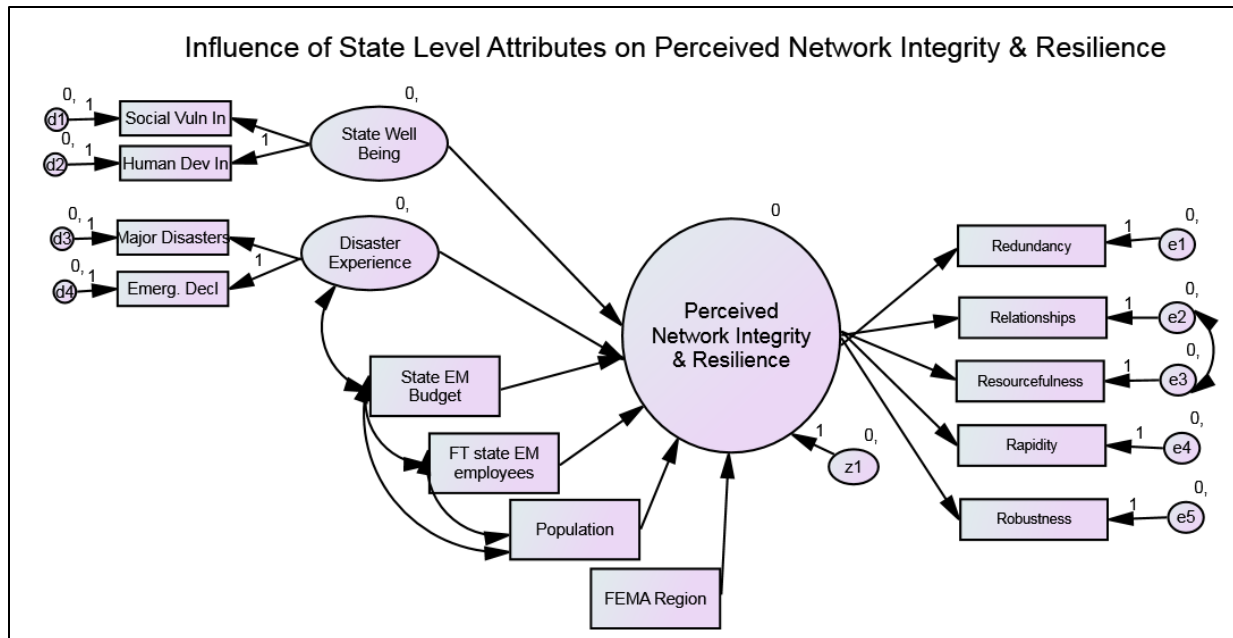 Influence of State Level Attributes on Perceived Network Integrity & Resilience
0,
d1
1
Social Vuln In
0,
d2
1
Human Dev In
1
0,
State Well
Being
0,
d3
1
Major Disasters
0,
d4
1
Emerg. Decl
1
0,
Disaster
Experience
State EM
Budget
FT state EM
employees
Population
FEMA Region
0
Perceived
Network Integrity
& Resilience
1
0,
z1
Redundancy
1
0,
e1
Relationships
1
0,
e2
Resourcefulness
1
0,
e3
Rapidity
1
0,
e4
Robustness
1
0,
e5